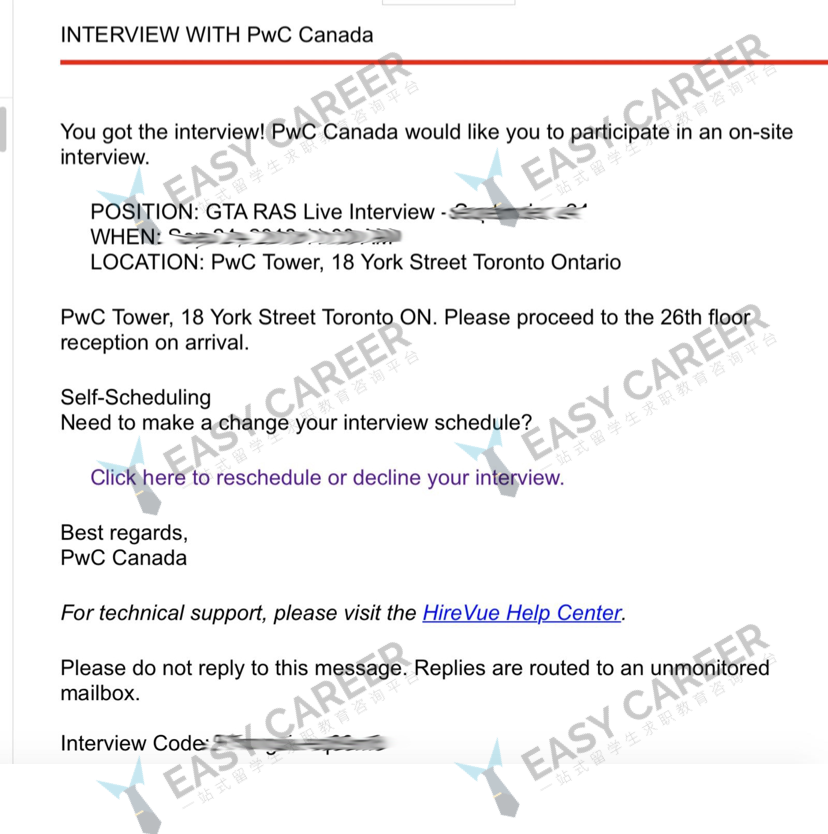 INTERVIEW WITH PwC Canada
You got the interview! PwC Canada would like you to participate in an on-site
interview.
POSITION: GTA RAS Live Interview -
WHEN:
LOCATION: PwC Tower, 18 York Street Toronto Ontario
PwC Tower, 18 York Street Toronto ON. Please proceed to the 26th floor
reception on arrival.
Self-Scheduling
Need to make a change your interview schedule?
Click here to reschedule or decline your interview.
Best regards,
PwC Canada
For technical support, please visit the HireVue Help Center.
Please do not reply to this message. Replies are routed to an unmonitored
mailbox.
Interview Code:
EASY CAREER
一站式留学生求职教育咨询平台
EASY CAREER
一站式留学生求职教育咨询平台
EASY CAREER
一站式留学生求职教育咨询平台
EASY CAREER
一站式留学生求职教育咨询平台
EASY CAREER
一站式留学生求职教育咨询平台
EASY CAREER
一站式留学生求职教育咨询平台